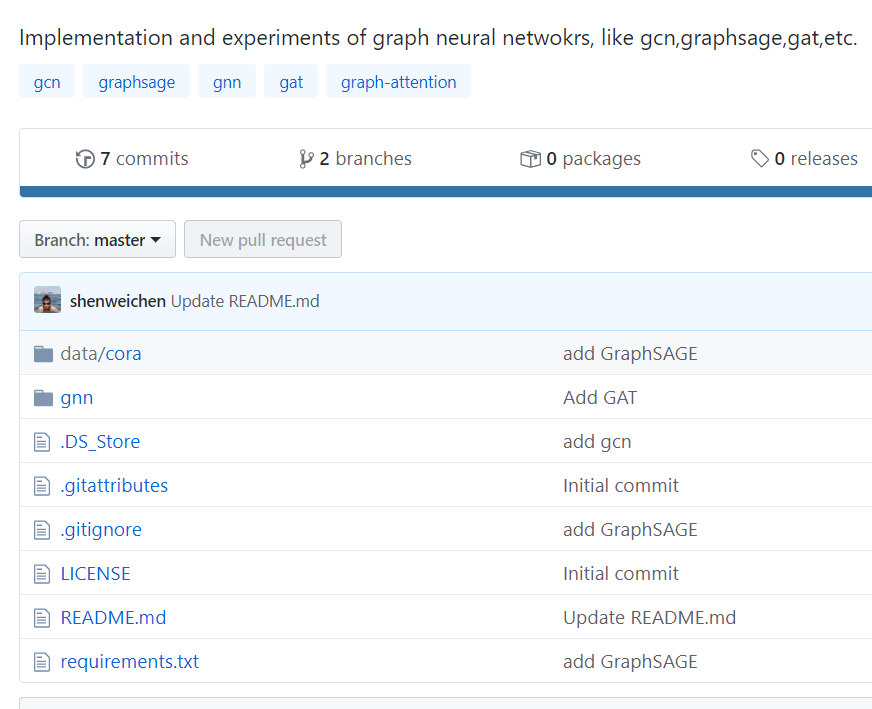 Implementation and experiments of graph neural netwokrs, like gcn,graphsage,gat,etc.
gcn graphsage gnn gat graph-attention
7 commits 2 branches 0 packages 0 releases
Branch: master New pull request
shenweichen Update README.md
data/cora add GraphSAGE
gnn Add GAT
.DS_Store add gcn
.gitattributes Initial commit
.gitignore add GraphSAGE
LICENSE Initial commit
README.md Update README.md
requirements.txt add GraphSAGE